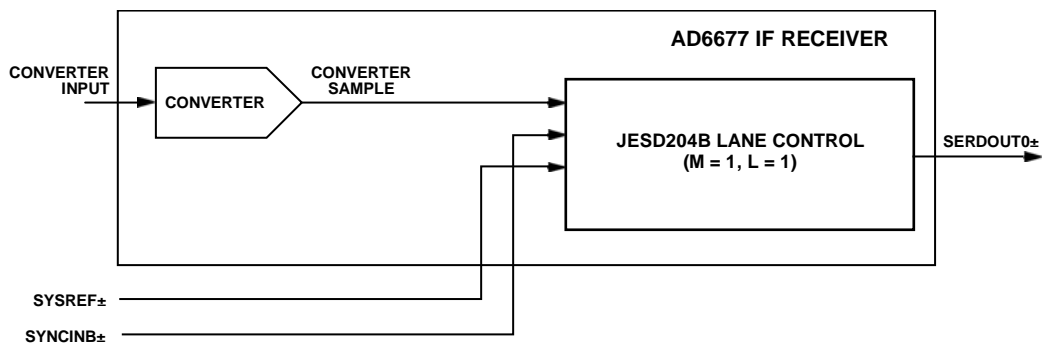 AD6677 IF RECEIVER
CONVERTER
INPUT
CONVERTER
CONVERTER
SAMPLE
JESD204B LANE CONTROL
(M = 1, L = 1)
SERDOUT0±
SYSREF±
SYNCINB±